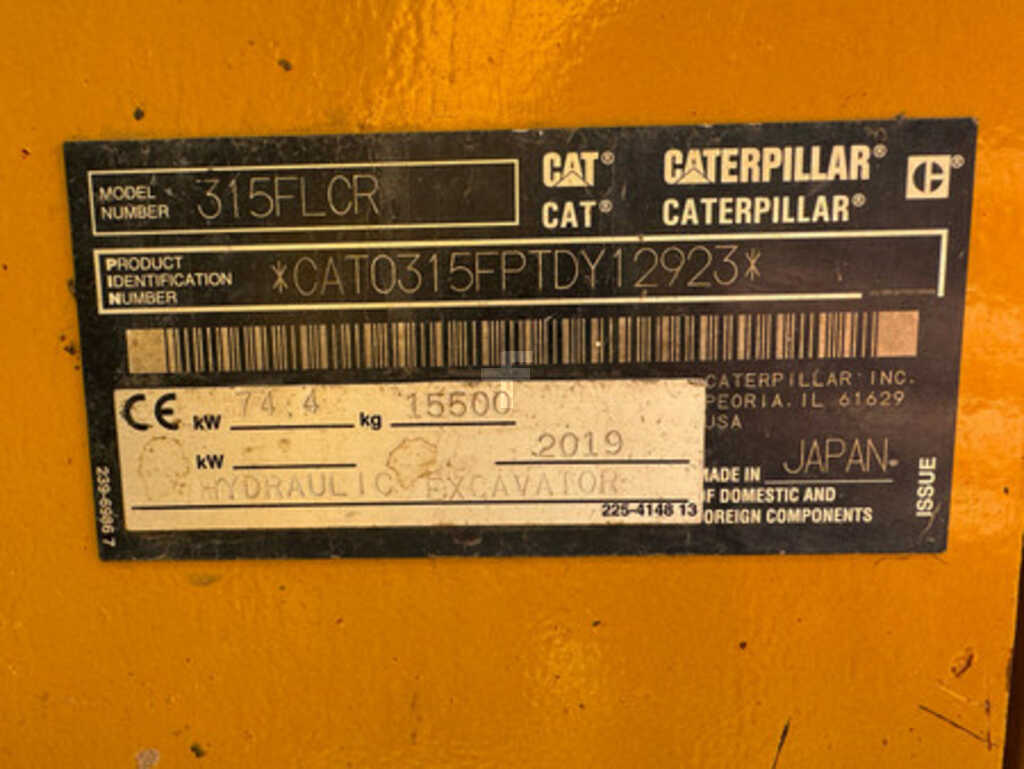 MODEL NUMBER 315FLCR
CAT® CATERPILLAR®
CAT® CATERPILLAR®
PRODUCT IDENTIFICATION NUMBER *CAT0315FPTDY12923*
CE kW 74.4 kg 15500
kW 2019
HYDRAULIC EXCAVATOR
225-4148 13
CATERPILLAR INC.
PEORIA, IL 61629
USA
MADE IN JAPAN
OF DOMESTIC AND
FOREIGN COMPONENTS
239-6986 7
ISSUE